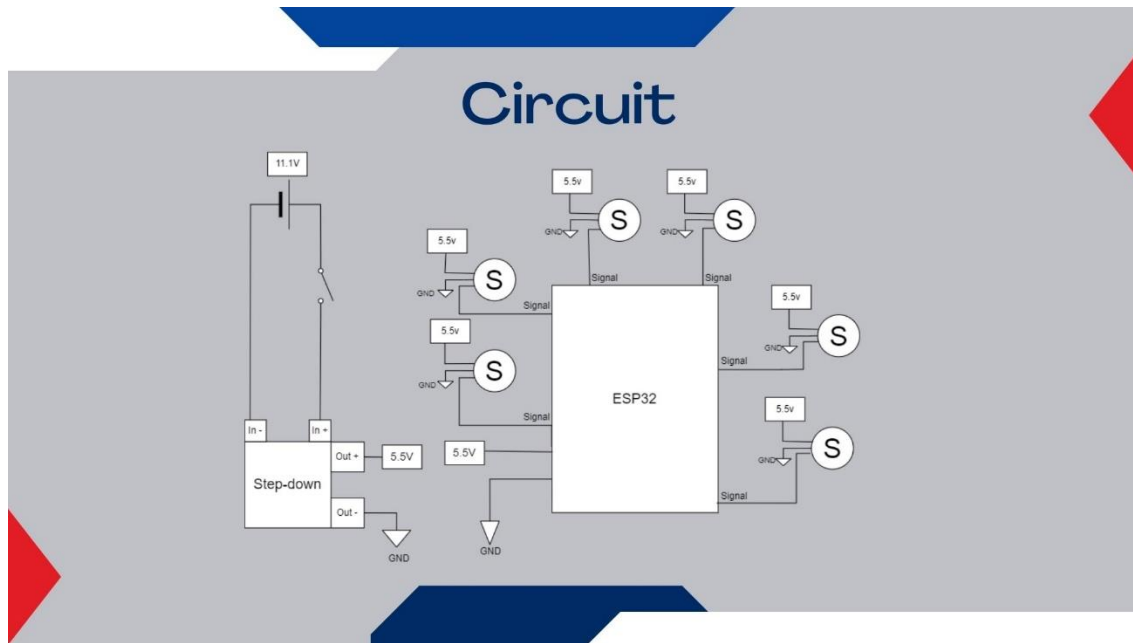 Circuit
11.1V
In -
In +
Out +
5.5V
Step-down
Out -
GND
5.5v
S
GND
Signal
5.5v
S
GND
Signal
5.5v
S
GND
Signal
5.5v
S
GND
Signal
5.5v
S
GND
Signal
5.5v
S
GND
Signal
ESP32
5.5V
GND